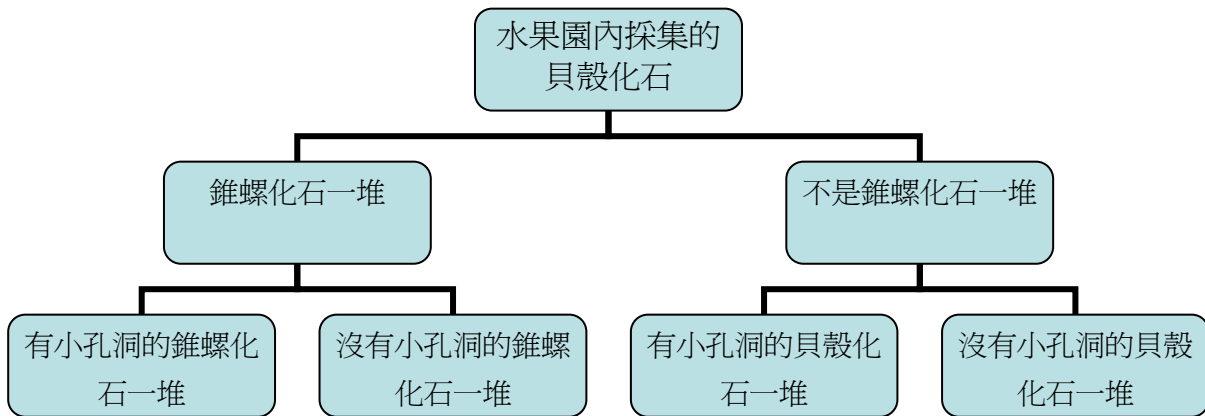 水果園內採集的
貝殼化石
錐螺化石一堆
不是錐螺化石一堆
有小孔洞的錐螺化
石一堆
沒有小孔洞的錐螺
化石一堆
有小孔洞的貝殼化
石一堆
沒有小孔洞的貝殼
化石一堆